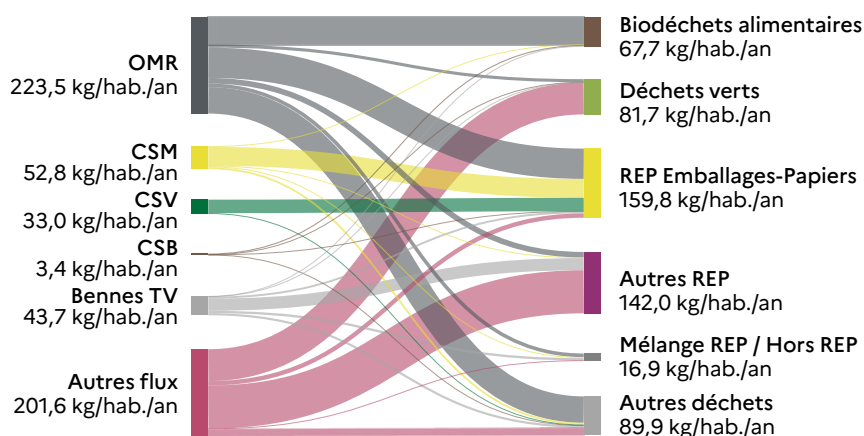 OMR
223,5 kg/hab./an
CSM
52,8 kg/hab./an
CSV
33,0 kg/hab./an
CSB
3,4 kg/hab./an
Bennes TV
43,7 kg/hab./an
Autres flux
201,6 kg/hab./an
Biodéchets alimentaires
67,7 kg/hab./an
Déchets verts
81,7 kg/hab./an
REP Emballages-Papiers
159,8 kg/hab./an
Autres REP
142,0 kg/hab./an
Mélange REP / Hors REP
16,9 kg/hab./an
Autres déchets
89,9 kg/hab./an